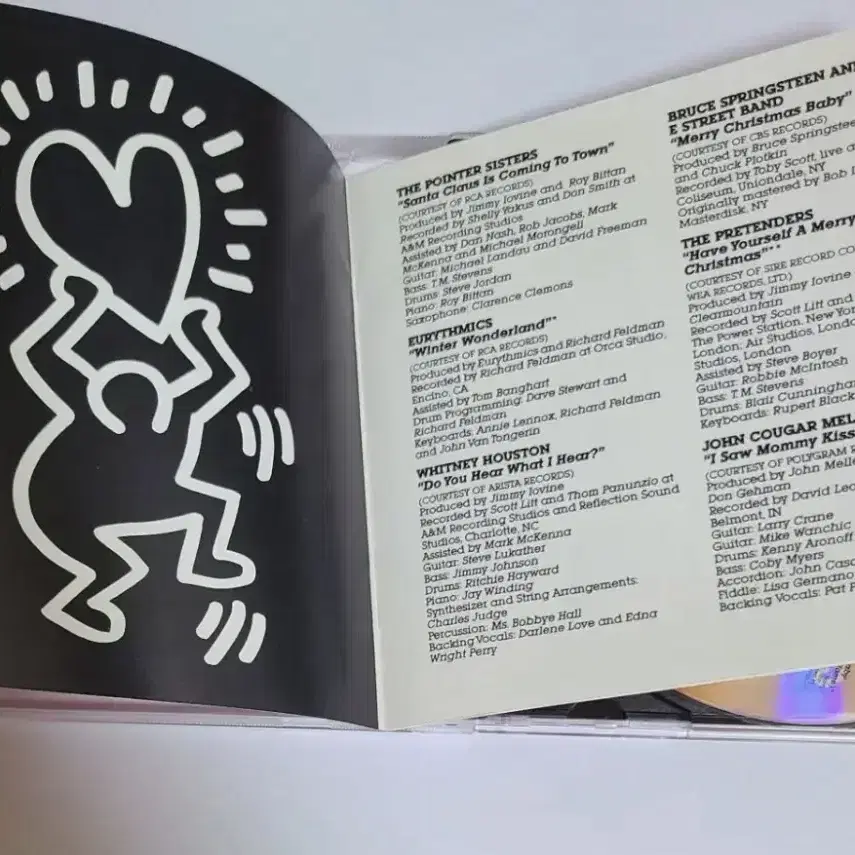 THE POINTER SISTERS
"Santa Claus Is Coming To Town"
(COURTESY OF RCA RECORDS)
Produced by Jimmy Iovine and Roy Bittan
Recorded by Shelly Yakus and Don Smith at
A&M Recording Studios
Assisted by Dan Nash, Rob Jacobs, Mark
McKenna and Michael Morongell
Guitar: Michael Landau and David Freeman
Bass: T.M. Stevens
Drums: Steve Jordan
Piano: Roy Bittan
Saxophone: Clarence Clemons
EURYTHMICS
"Winter Wonderland"*
(COURTESY OF RCA RECORDS)
Produced by Eurythmics and Richard Feldman
Recorded by Richard Feldman at Orca Studio,
Encino, CA
Assisted by Tom Banghart
Drum Programming: Dave Stewart and
Richard Feldman
Keyboards: Annie Lennox, Richard Feldman
and John Van Tongerin
WHITNEY HOUSTON
"Do You Hear What I Hear?"
(COURTESY OF ARISTA RECORDS)
Produced by Jimmy Iovine
Recorded by Scott Litt and Thom Panunzio at
A&M Recording Studios and Reflection Sound
Studios, Charlotte, NC
Assisted by Mark McKenna
Guitar: Steve Lukather
Bass: Jimmy Johnson
Drums: Ritchie Hayward
Piano: Jay Winding
Synthesizer and String Arrangements:
Charles Judge
Percussion: Ms. Bobbye Hall
Backing Vocals: Darlene Love and Edna
Wright Perry
BRUCE SPRINGSTEEN AND
E STREET BAND
"Merry Christmas Baby"
(COURTESY OF CBS RECORDS)
Produced by Bruce Springstee
and Chuck Plotkin
Recorded by Toby Scott, live a
Coliseum, Uniondale, NY
Originally mastered by Bob
Masterdisk, NY
THE PRETENDERS
"Have Yourself A Merry
Christmas"**
(COURTESY OF SIRE RECORD CO
WEA RECORDS, LTD.)
Produced by Jimmy Iovine
Clearmountain
Recorded by Scott Litt and
The Power Station, New Yor
London, Air Studios, Londo
Studios, London
Assisted by Steve Boyer
Guitar: Robbie McIntosh
Bass: T.M. Stevens
Drums: Blair Cunningha
Keyboards: Rupert Black
JOHN COUGAR MEL
"I Saw Mommy Kiss
(COURTESY OF POLYGRAM R
Produced by John Melle
Don Gehman
Recorded by David Leo
Belmont, IN
Guitar: Larry Crane
Guitar: Mike Wanchic
Drums: Kenny Aronoff
Bass: Coby Myers
Accordion: John Casc
Fiddle: Lisa Germano
Backing Vocals: Pat P